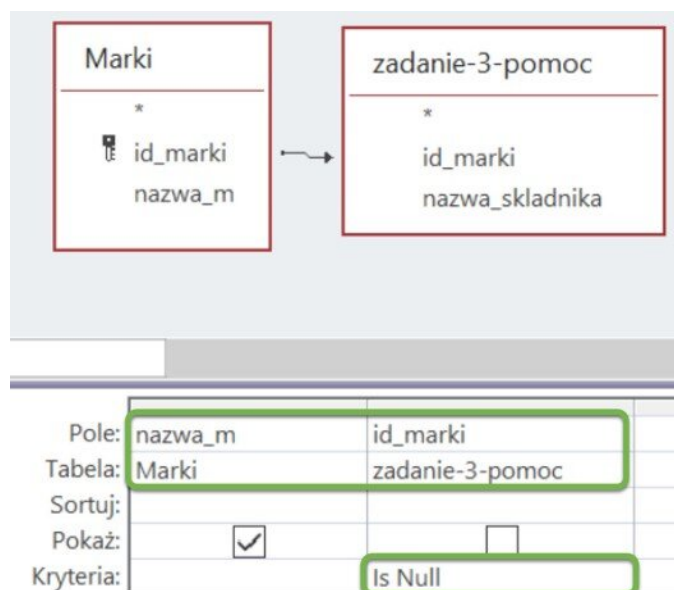 Marki
*
id_marki
nazwa_m
zadanie-3-pomoc
*
id_marki
nazwa_skladnika
Pole: nazwa_m id_marki
Tabela: Marki zadanie-3-pomoc
Sortuj:
Pokaż:
Kryteria: Is Null